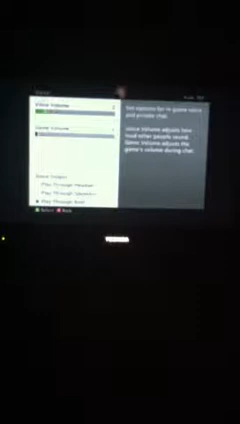 Voice Volume
Game Volume
Play Through Headset
Play Through Speakers
Play Through Both
Select
Back
Set options for in-game voice
and private chat.
Voice Volume adjusts how
loud other people sound.
Game Volume adjusts the
game's volume during chat.
TOSHIBA